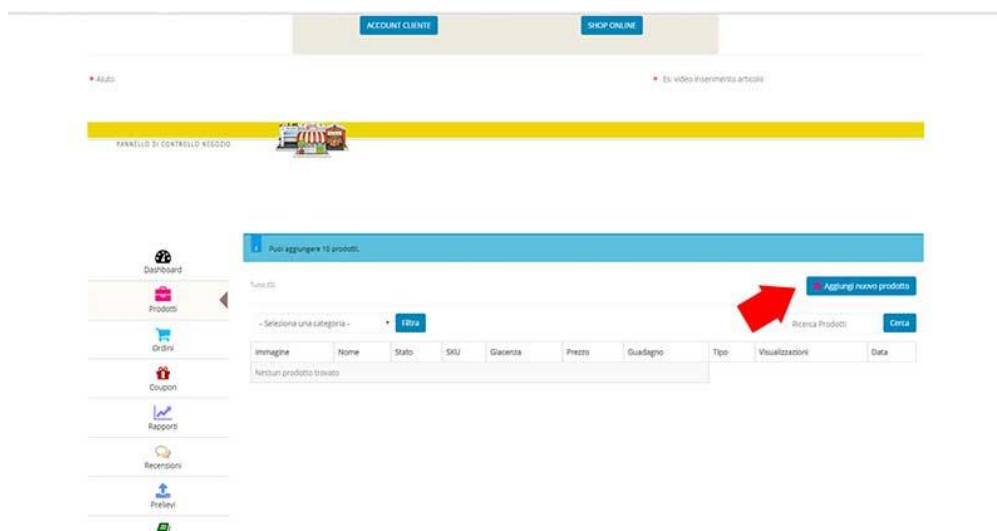 ACCOUNT CLIENTE SHOP ONLINE
Aiuto Es: video inserimento articolo
PANNELLO DI CONTROLLO NEGOZIO
Puoi aggiungere 10 prodotti.
Dashboard
Tutto (0) Aggiungi nuovo prodotto
Prodotti
- Seleziona una categoria - Filtra Ricerca Prodotti Cerca
Ordini
Immagine Nome Stato SKU Giacenza Prezzo Guadagno Tipo Visualizzazioni Data
Nessun prodotto trovato
Coupon
Rapporti
Recensioni
Prelievi